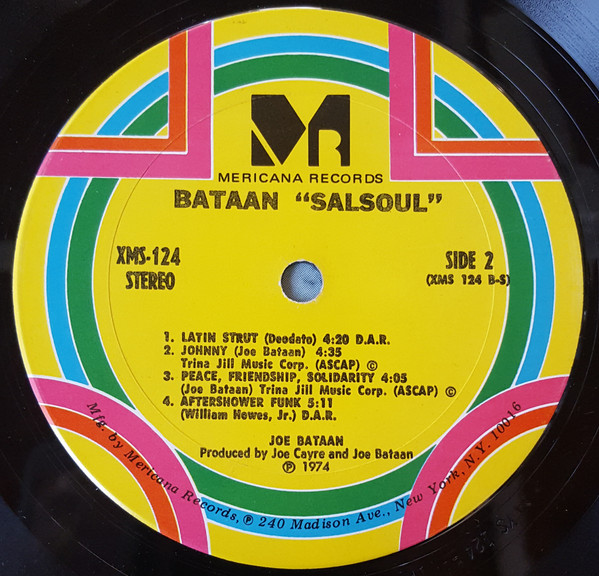 MR
MERICANA RECORDS
BATAAN “SALSOUL”
XMS-124
STEREO
SIDE 2
(XMS 124 B-S)
1. LATIN STRUT (Deodato) 4:20 D.A.R.
2. JOHNNY (Joe Bataan) 4:35
Trina Jill Music Corp. (ASCAP) ©
3. PEACE, FRIENDSHIP, SOLIDARITY 4:05
(Joe Bataan) Trina Jill Music Corp. (ASCAP) ©
4. AFTERSHOWER FUNK 5:11
(William Hewes, Jr.) D.A.R.
JOE BATAAN
Produced by Joe Cayre and Joe Bataan
℗ 1974
Mfg. by Mericana Records, ℗ 240 Madison Ave., New York, N.Y. 10016